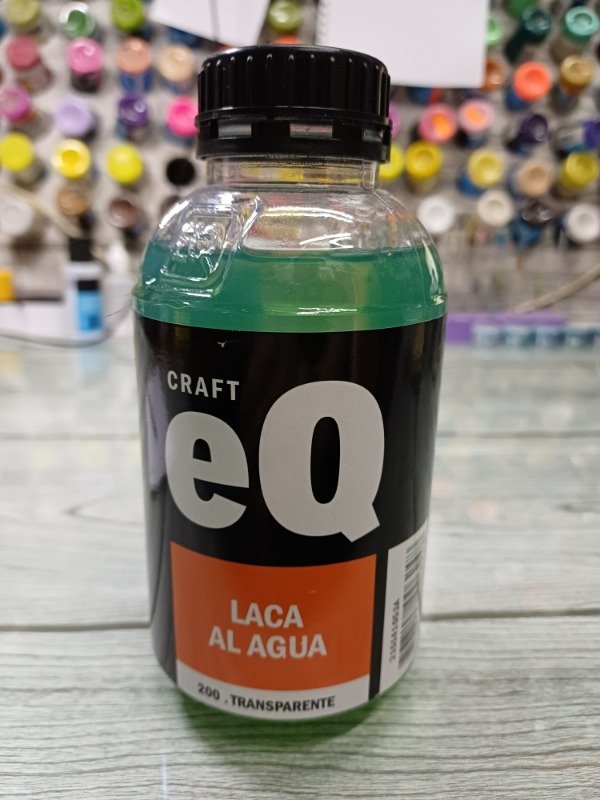 CRAFT
eQ
LACA
AL AGUA
200 . TRANSPARENTE